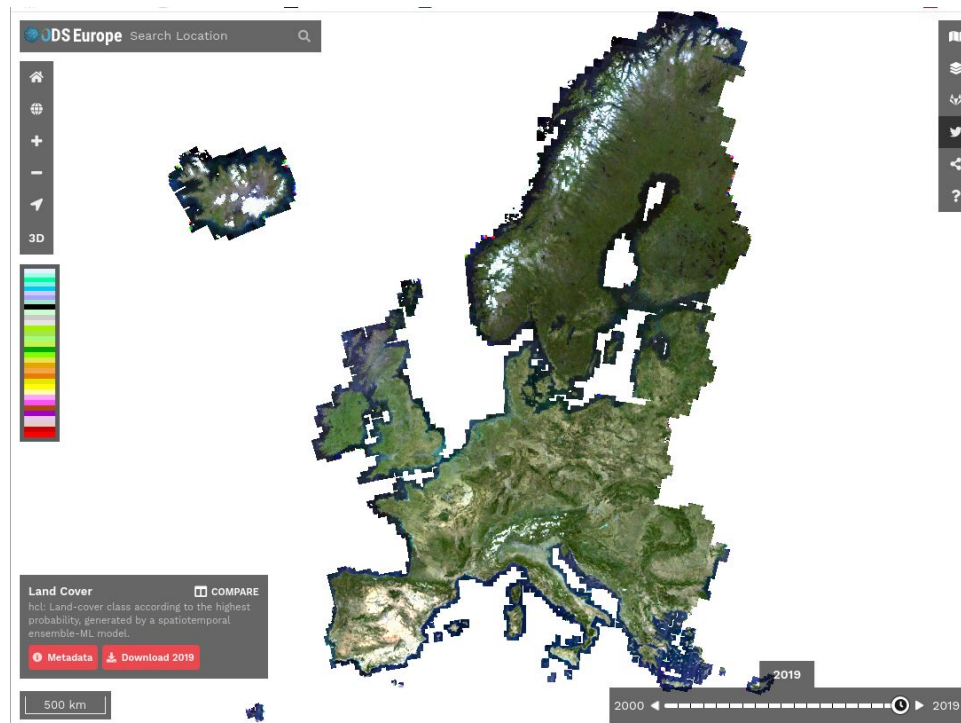 ODS Europe Search Location
3D
?
Land Cover COMPARE
hcl: Land-cover class according to the highest
probability, generated by a spatiotemporal
ensemble-ML model.
Metadata Download 2019
500 km
2019
2000 2019